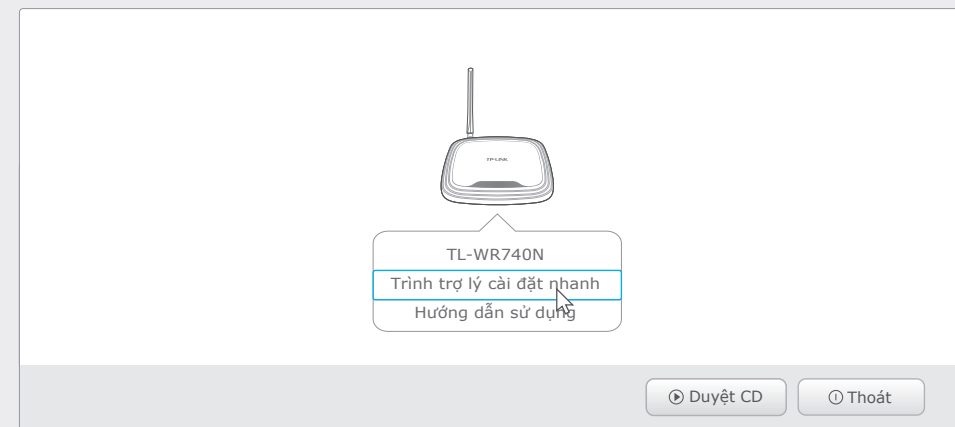 TP-LINK
TL-WR740N
Trình trợ lý cài đặt nhanh
Hướng dẫn sử dụng
Duyệt CD
Thoát